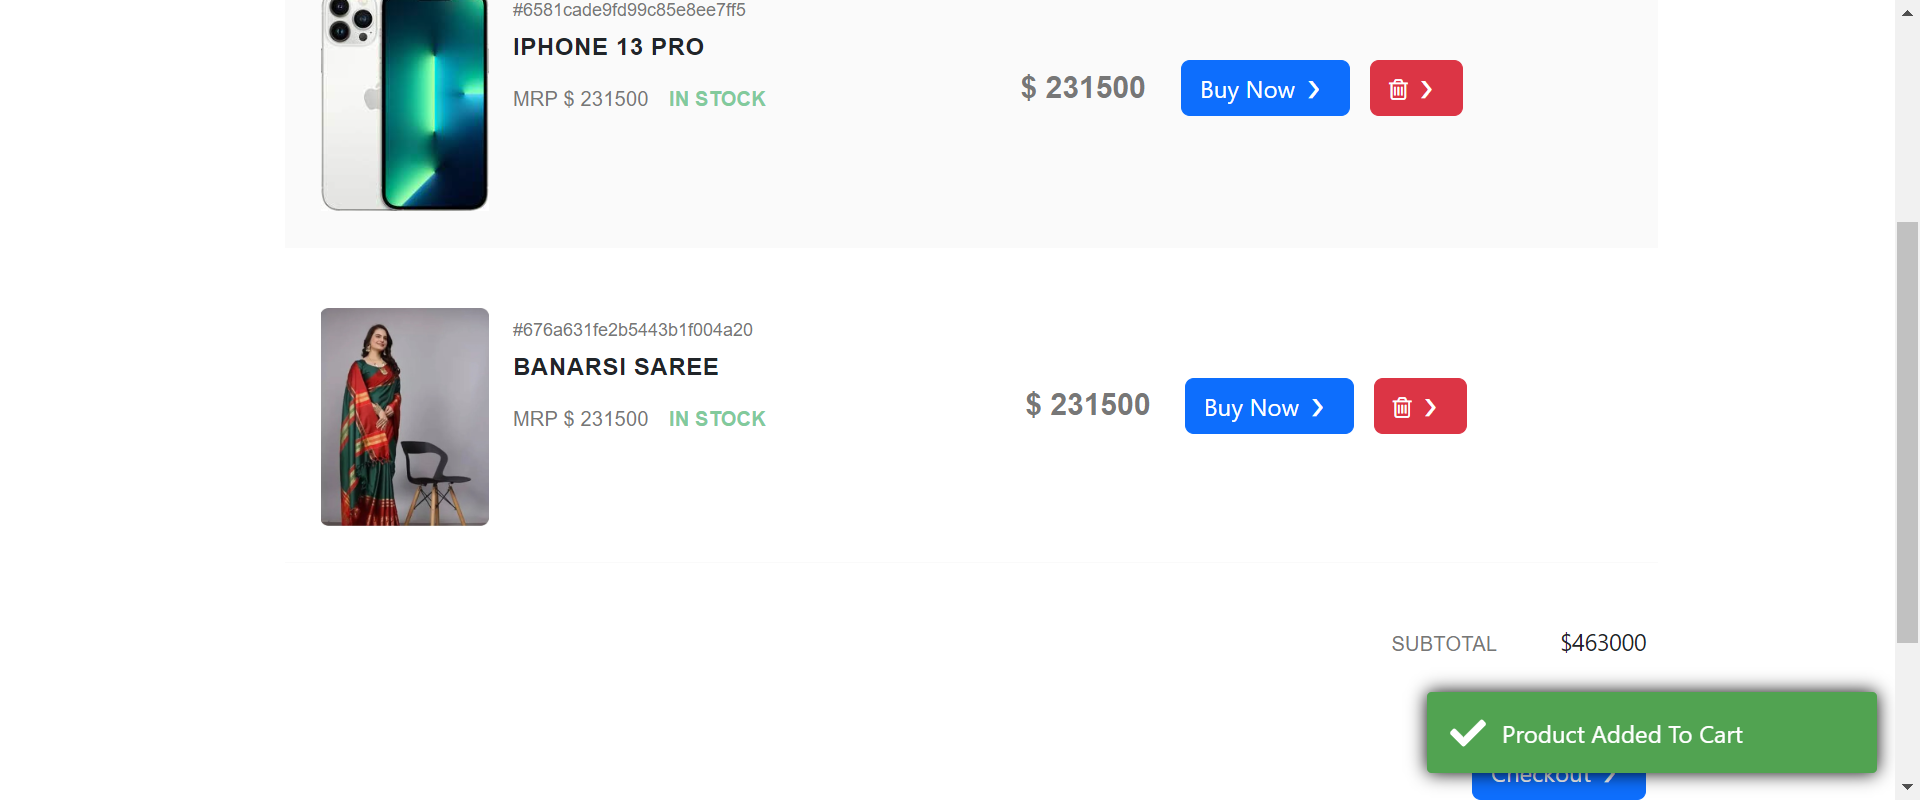 #6581cade9fd99c85e8ee7ff5
IPHONE 13 PRO
MRP $ 231500 IN STOCK
$ 231500
Buy Now
#676a631fe2b5443b1f004a20
BANARSI SAREE
MRP $ 231500 IN STOCK
$ 231500
Buy Now
SUBTOTAL $463000
Product Added To Cart
Checkout